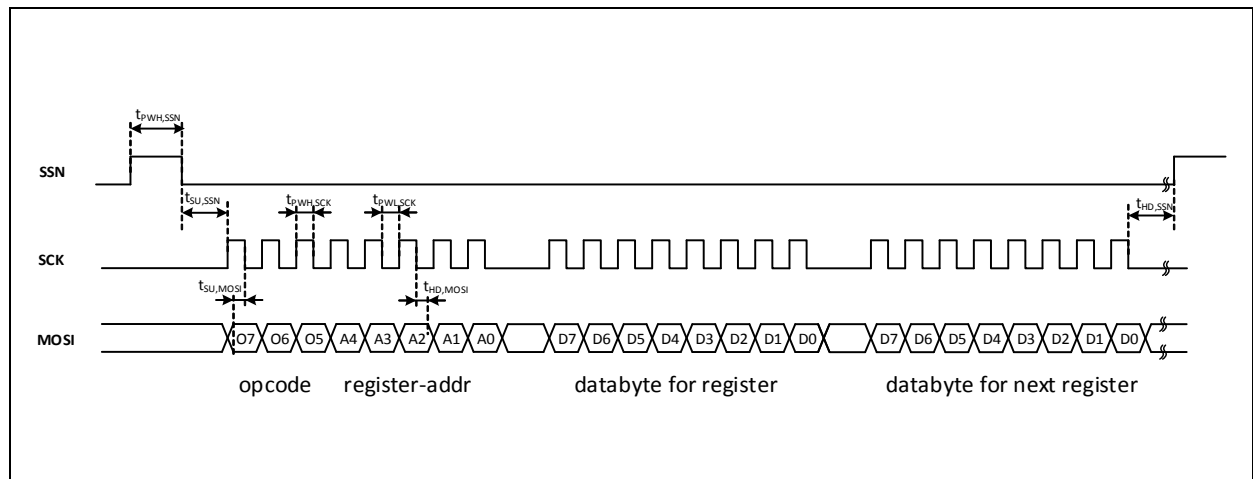 tPWH,SSN
SSN
tSU,SSN
tPWH,SCK
tPWL,SCK
tHD,SSN
SCK
tSU,MOSI
tHD,MOSI
MOSI
O7 O6 O5 A4 A3 A2 A1 A0 D7 D6 D5 D4 D3 D2 D1 D0 D7 D6 D5 D4 D3 D2 D1 D0
opcode register-addr databyte for register databyte for next register